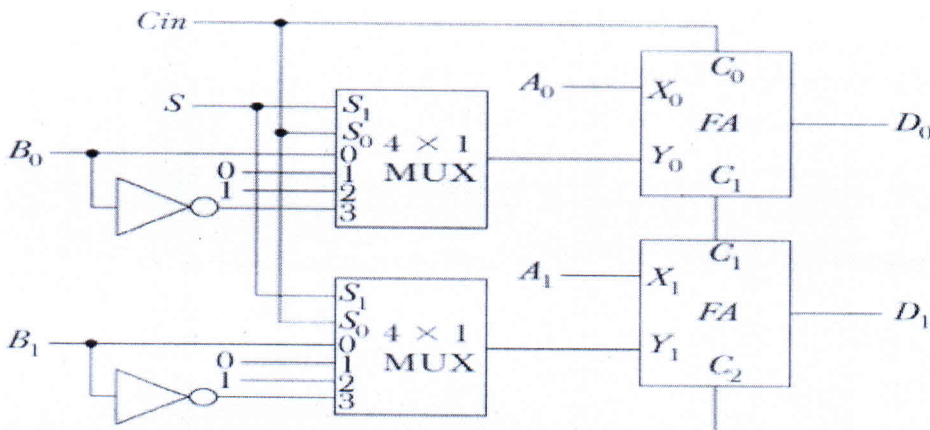 Cin
S
B0
0
1
S1
S0
0
1
2
3
4 × 1
MUX
A0
C0
X0
FA
Y0
C1
D0
B1
0
1
S1
S0
0
1
2
3
4 × 1
MUX
A1
C1
X1
FA
Y1
C2
D1